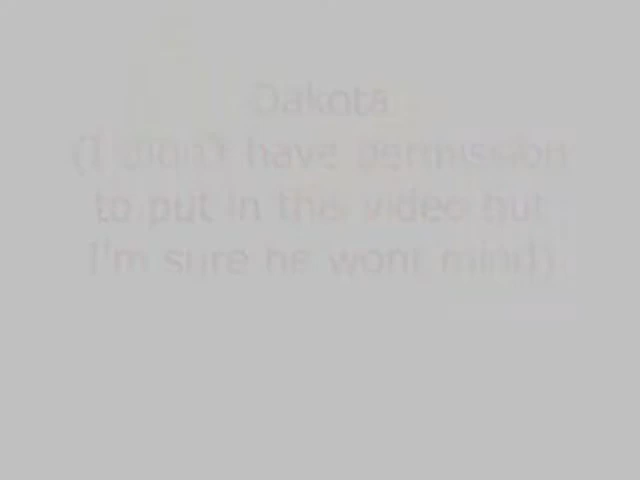 Dakota
(I didn't have permission
to put in this video but
I'm sure he wont mind)